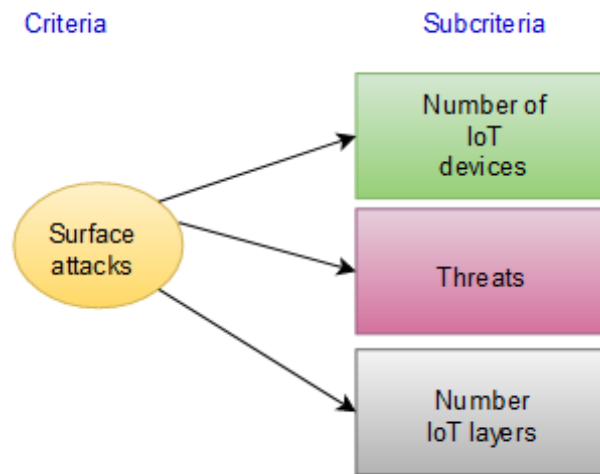 Criteria
Subcriteria
Number of
IoT
devices
Surface
attacks
Threats
Number
IoT layers